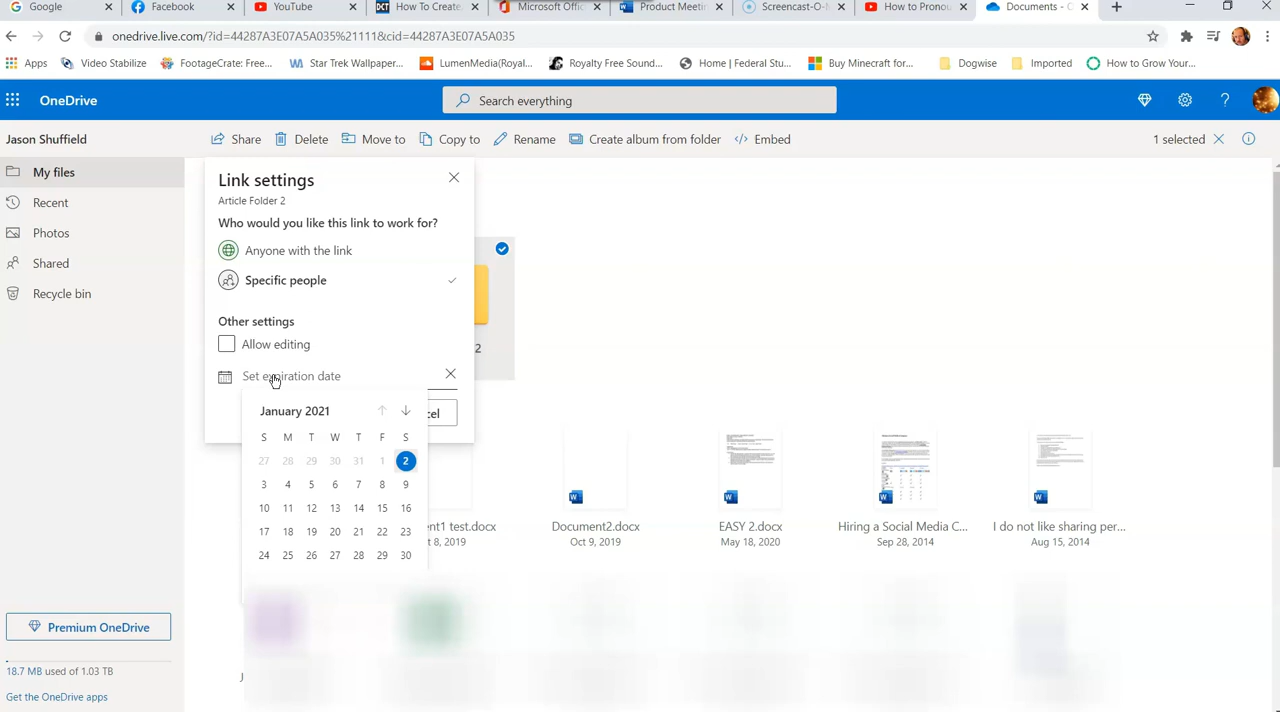 Google
Facebook
YouTube
How To Create
Microsoft Offic
Product Meetin
Screencast-O-M
How to Pronou
Documents - O
onedrive.live.com/?id=44287A3E07A5A035%21111&cid=44287A3E07A5A035
Apps
Video Stabilize
FootageCrate: Free...
Star Trek Wallpaper...
LumenMedia(Royal...
Royalty Free Sound...
Home | Federal Stu...
Buy Minecraft for...
Dogwise
Imported
How to Grow Your...
OneDrive
Search everything
Jason Shuffield
Share
Delete
Move to
Copy to
Rename
Create album from folder
Embed
1 selected
My files
Recent
Photos
Shared
Recycle bin
Link settings
Article Folder 2
Who would you like this link to work for?
Anyone with the link
Specific people
Other settings
Allow editing
Set expiration date
January 2021
S M T W T F S
27 28 29 30 31 1 2
3 4 5 6 7 8 9
10 11 12 13 14 15 16
17 18 19 20 21 22 23
24 25 26 27 28 29 30
cel
2
ent1 test.docx
t 8, 2019
Document2.docx
Oct 9, 2019
EASY 2.docx
May 18, 2020
Hiring a Social Media C...
Sep 28, 2014
I do not like sharing per...
Aug 15, 2014
Premium OneDrive
18.7 MB used of 1.03 TB
Get the OneDrive apps